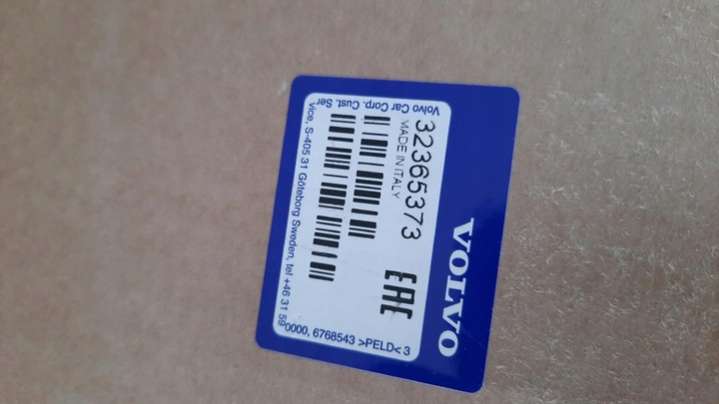 VOLVO
32365373
MADE IN ITALY
EAC
Volvo Car Corp. Cust. Ser
vice, S-405 31 Göteborg Sweden, tel +46 31 59
0000, 6768543 >PELD< 3